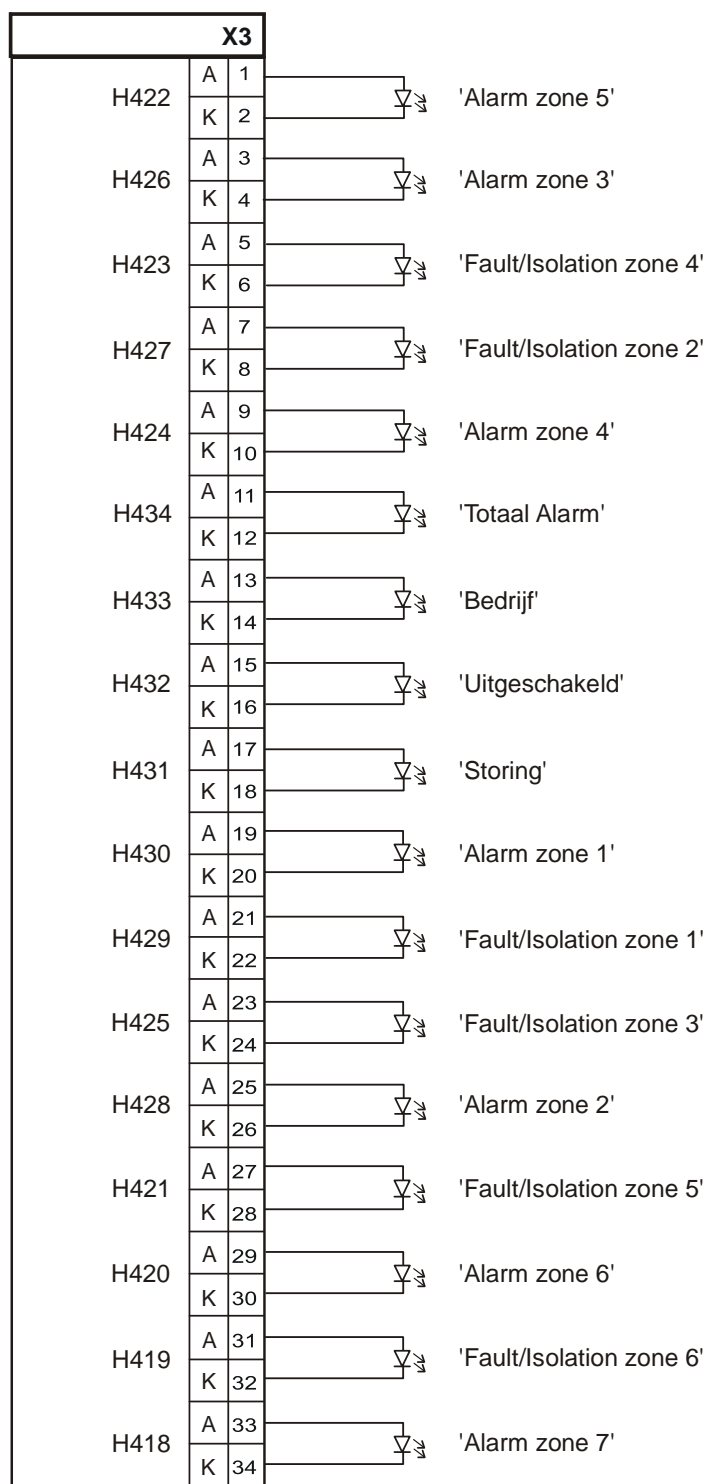 X3
A 1
H422 'Alarm zone 5'
K 2
A 3
H426 'Alarm zone 3'
K 4
A 5
H423 'Fault/Isolation zone 4'
K 6
A 7
H427 'Fault/Isolation zone 2'
K 8
A 9
H424 'Alarm zone 4'
K 10
A 11
H434 'Totaal Alarm'
K 12
A 13
H433 'Bedrijf'
K 14
A 15
H432 'Uitgeschakeld'
K 16
A 17
H431 'Storing'
K 18
A 19
H430 'Alarm zone 1'
K 20
A 21
H429 'Fault/Isolation zone 1'
K 22
A 23
H425 'Fault/Isolation zone 3'
K 24
A 25
H428 'Alarm zone 2'
K 26
A 27
H421 'Fault/Isolation zone 5'
K 28
A 29
H420 'Alarm zone 6'
K 30
A 31
H419 'Fault/Isolation zone 6'
K 32
A 33
H418 'Alarm zone 7'
K 34